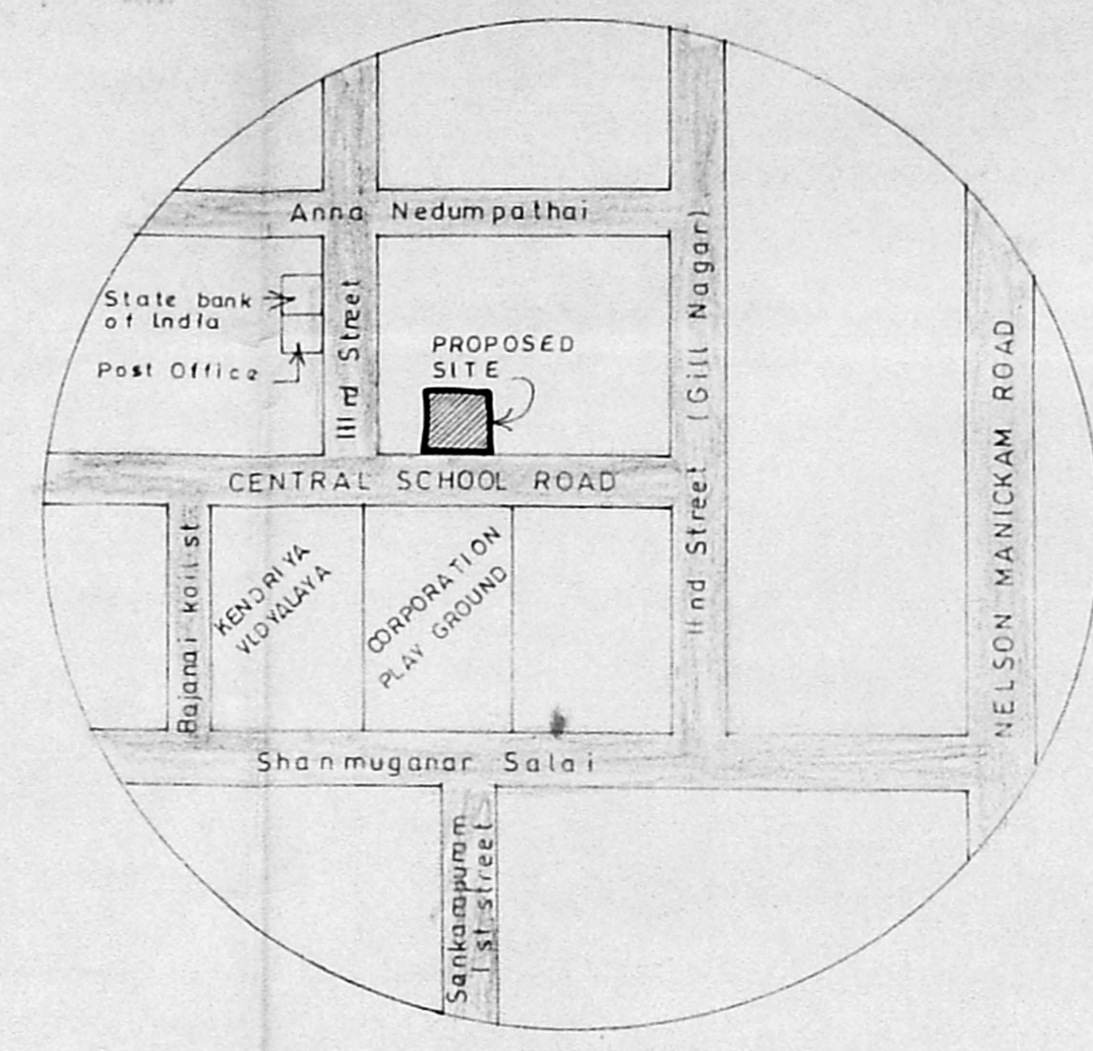 Anna Nedumpathai
State bank
of India
Post Office
IIIrd Street
PROPOSED
SITE
IInd Street (Gill Nagar)
NELSON MANICKAM ROAD
CENTRAL SCHOOL ROAD
Bajanai koil st.
KENDRIYA
VIDYALAYA
CORPORATION
PLAY GROUND
Shanmuganar Salai
Sankarapuram
I st street